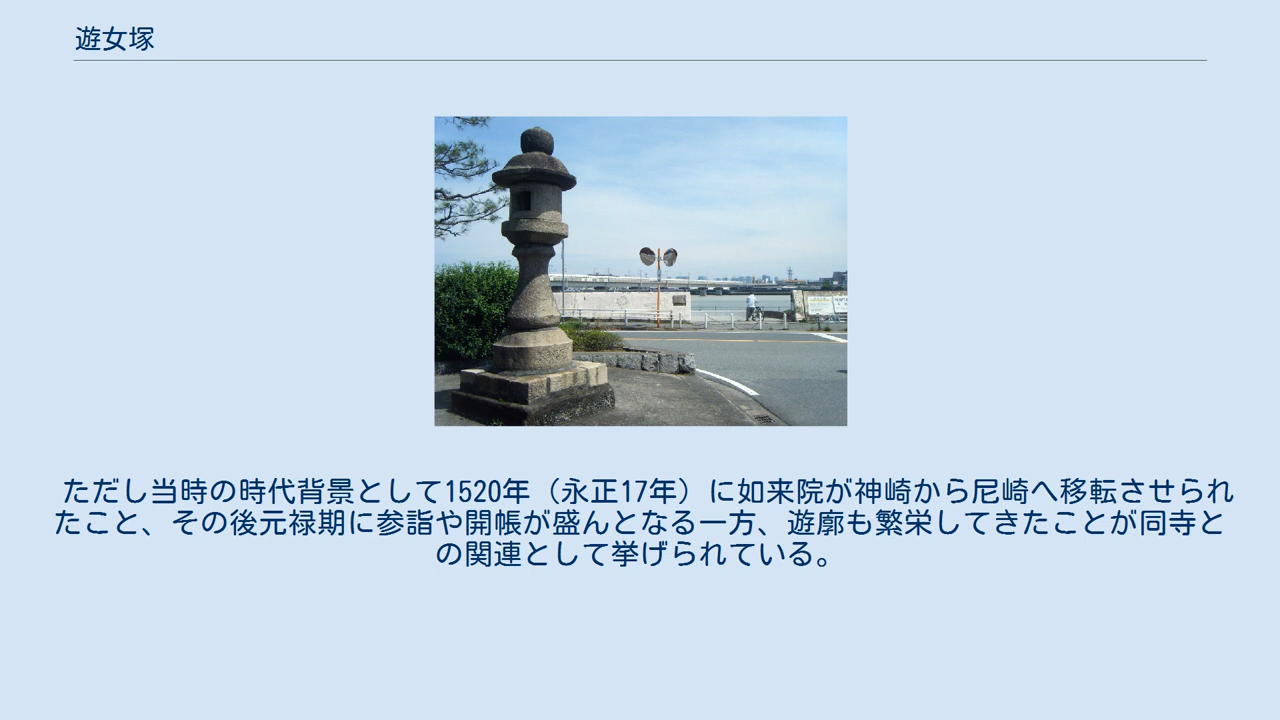 遊女塚
ただし当時の時代背景として1520年（永正17年）に如来院が神崎から尼崎へ移転させられ
たこと、その後元禄期に参詣や開帳が盛んとなる一方、遊廓も繁栄してきたことが同寺と
の関連として挙げられている。